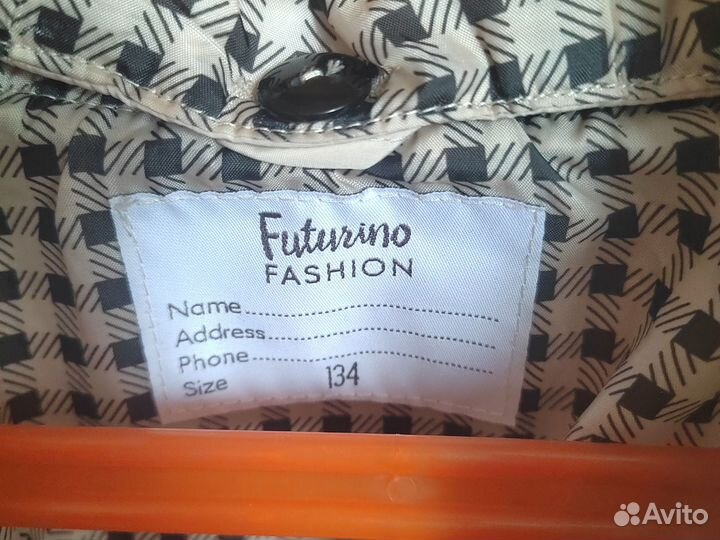 Futurino
FASHION
Name
Address
Phone
Size 134
Avito